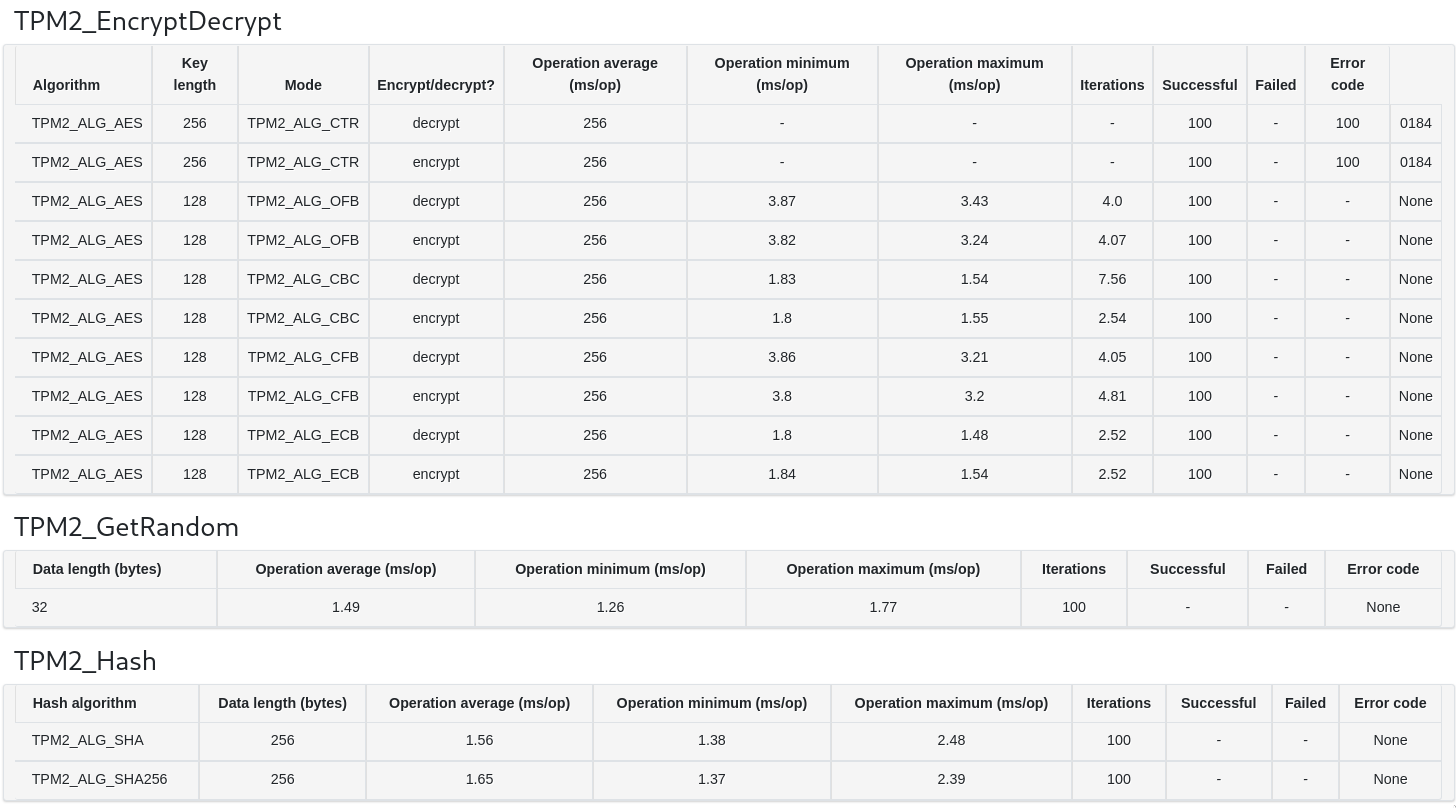 TPM2_EncryptDecrypt
Algorithm Key length Mode Encrypt/decrypt? Operation average (ms/op) Operation minimum (ms/op) Operation maximum (ms/op) Iterations Successful Failed Error code
TPM2_ALG_AES 256 TPM2_ALG_CTR decrypt 256 - - - 100 - 100 0184
TPM2_ALG_AES 256 TPM2_ALG_CTR encrypt 256 - - - 100 - 100 0184
TPM2_ALG_AES 128 TPM2_ALG_OFB decrypt 256 3.87 3.43 4.0 100 - - None
TPM2_ALG_AES 128 TPM2_ALG_OFB encrypt 256 3.82 3.24 4.07 100 - - None
TPM2_ALG_AES 128 TPM2_ALG_CBC decrypt 256 1.83 1.54 7.56 100 - - None
TPM2_ALG_AES 128 TPM2_ALG_CBC encrypt 256 1.8 1.55 2.54 100 - - None
TPM2_ALG_AES 128 TPM2_ALG_CFB decrypt 256 3.86 3.21 4.05 100 - - None
TPM2_ALG_AES 128 TPM2_ALG_CFB encrypt 256 3.8 3.2 4.81 100 - - None
TPM2_ALG_AES 128 TPM2_ALG_ECB decrypt 256 1.8 1.48 2.52 100 - - None
TPM2_ALG_AES 128 TPM2_ALG_ECB encrypt 256 1.84 1.54 2.52 100 - - None
TPM2_GetRandom
Data length (bytes) Operation average (ms/op) Operation minimum (ms/op) Operation maximum (ms/op) Iterations Successful Failed Error code
32 1.49 1.26 1.77 100 - - None
TPM2_Hash
Hash algorithm Data length (bytes) Operation average (ms/op) Operation minimum (ms/op) Operation maximum (ms/op) Iterations Successful Failed Error code
TPM2_ALG_SHA 256 1.56 1.38 2.48 100 - - None
TPM2_ALG_SHA256 256 1.65 1.37 2.39 100 - - None